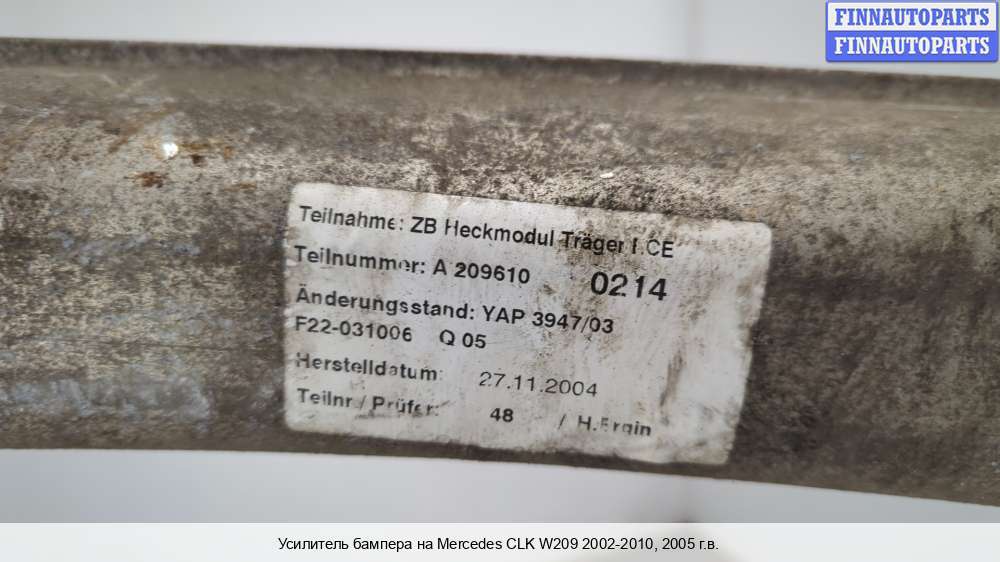 FINNAUTOPARTS
FINNAUTOPARTS
Teilnahme: ZB Heckmodul Träger
Teilnummer: A 209610 0214
Änderungsstand: YAP 3947/03
F22-031006 Q 05
Herstelldatum: 27.11.2004
Teilnr / Prüfer: 48 / H.Ergin
Усилитель бампера на Mercedes CLK W209 2002-2010, 2005 г.в.